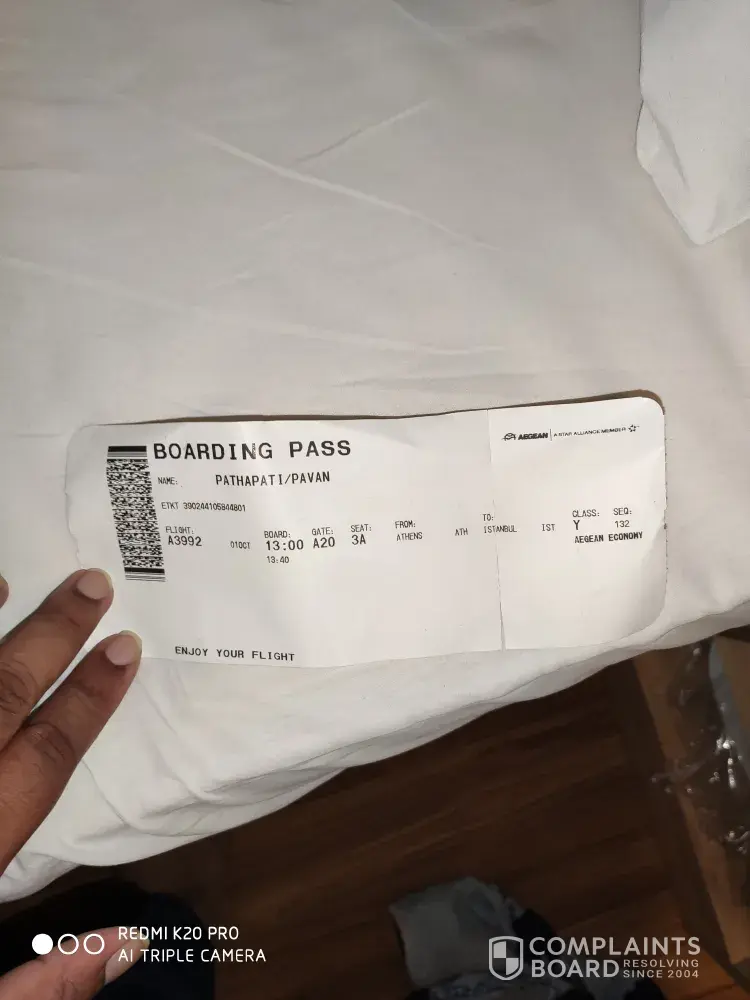 BOARDING PASS
AEGEAN | A STAR ALLIANCE MEMBER
NAME: PATHAPATI/PAVAN
ETKT 390244105844801
FLIGHT: BOARD: GATE: SEAT: FROM: TO: CLASS: SEQ:
A3992 01OCT 13:00 A20 3A ATHENS ATH ISTANBUL IST Y 132
13:40 AEGEAN ECONOMY
ENJOY YOUR FLIGHT
REDMI K20 PRO
AI TRIPLE CAMERA
COMPLAINTS
BOARD RESOLVING
SINCE 2004